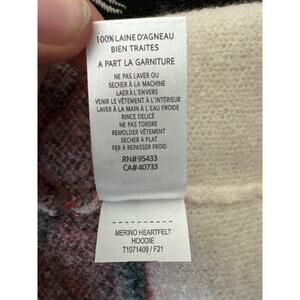 100% LAINE D'AGNEAU
BIEN TRAITES
A PART LA GARNITURE
NE PAS LAVER OU
SECHER À LA MACHINE
LAER À L'ENVERS
VENIR LE VÊTEMENT À L'INTÉRIEUR
LAVER À LA MAIN À L'EAU FROIDE
RINCE DÉLICE
NE PAS TORDRE
REMOLDER VÊTEMENT
SECHER À PLAT
FER À REPASSER FROID
RN# 95433
CA# 40733
MERINO HEARTFELT
HOODIE
T1071409 / F21